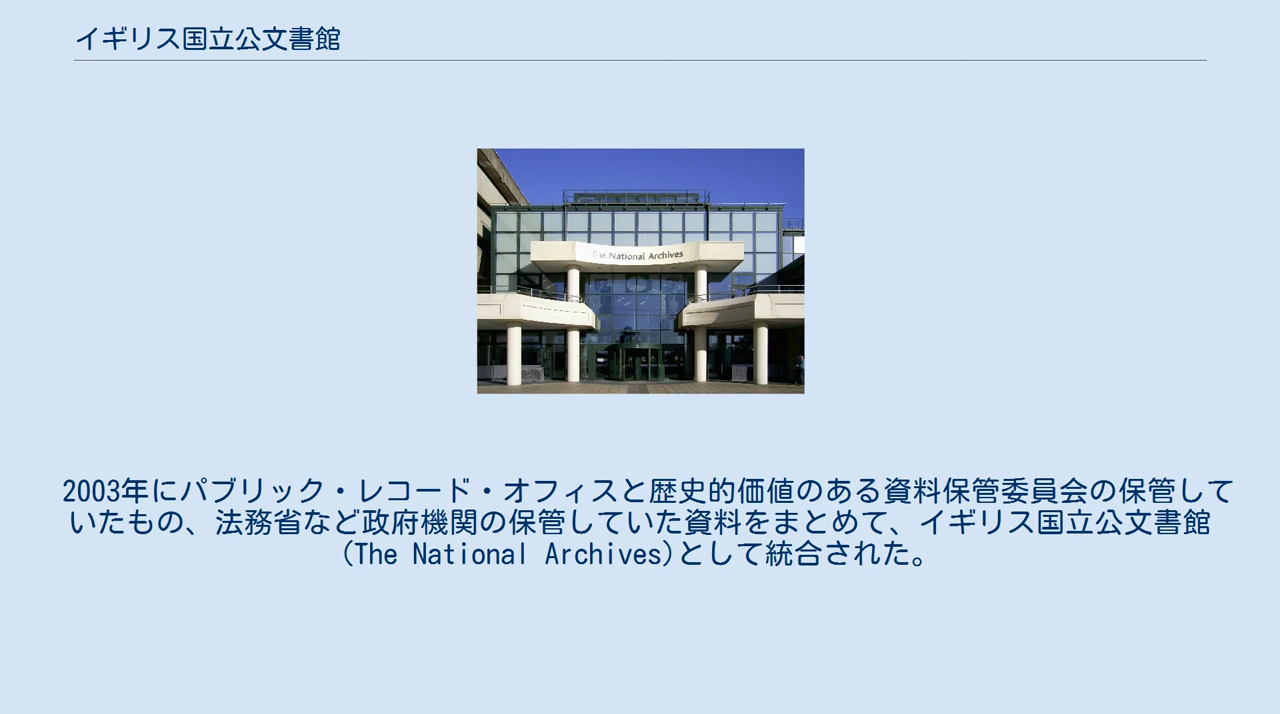 イギリス国立公文書館
The National Archives
2003年にパブリック・レコード・オフィスと歴史的価値のある資料保管委員会の保管して
いたもの、法務省など政府機関の保管していた資料をまとめて、イギリス国立公文書館
(The National Archives)として統合された。